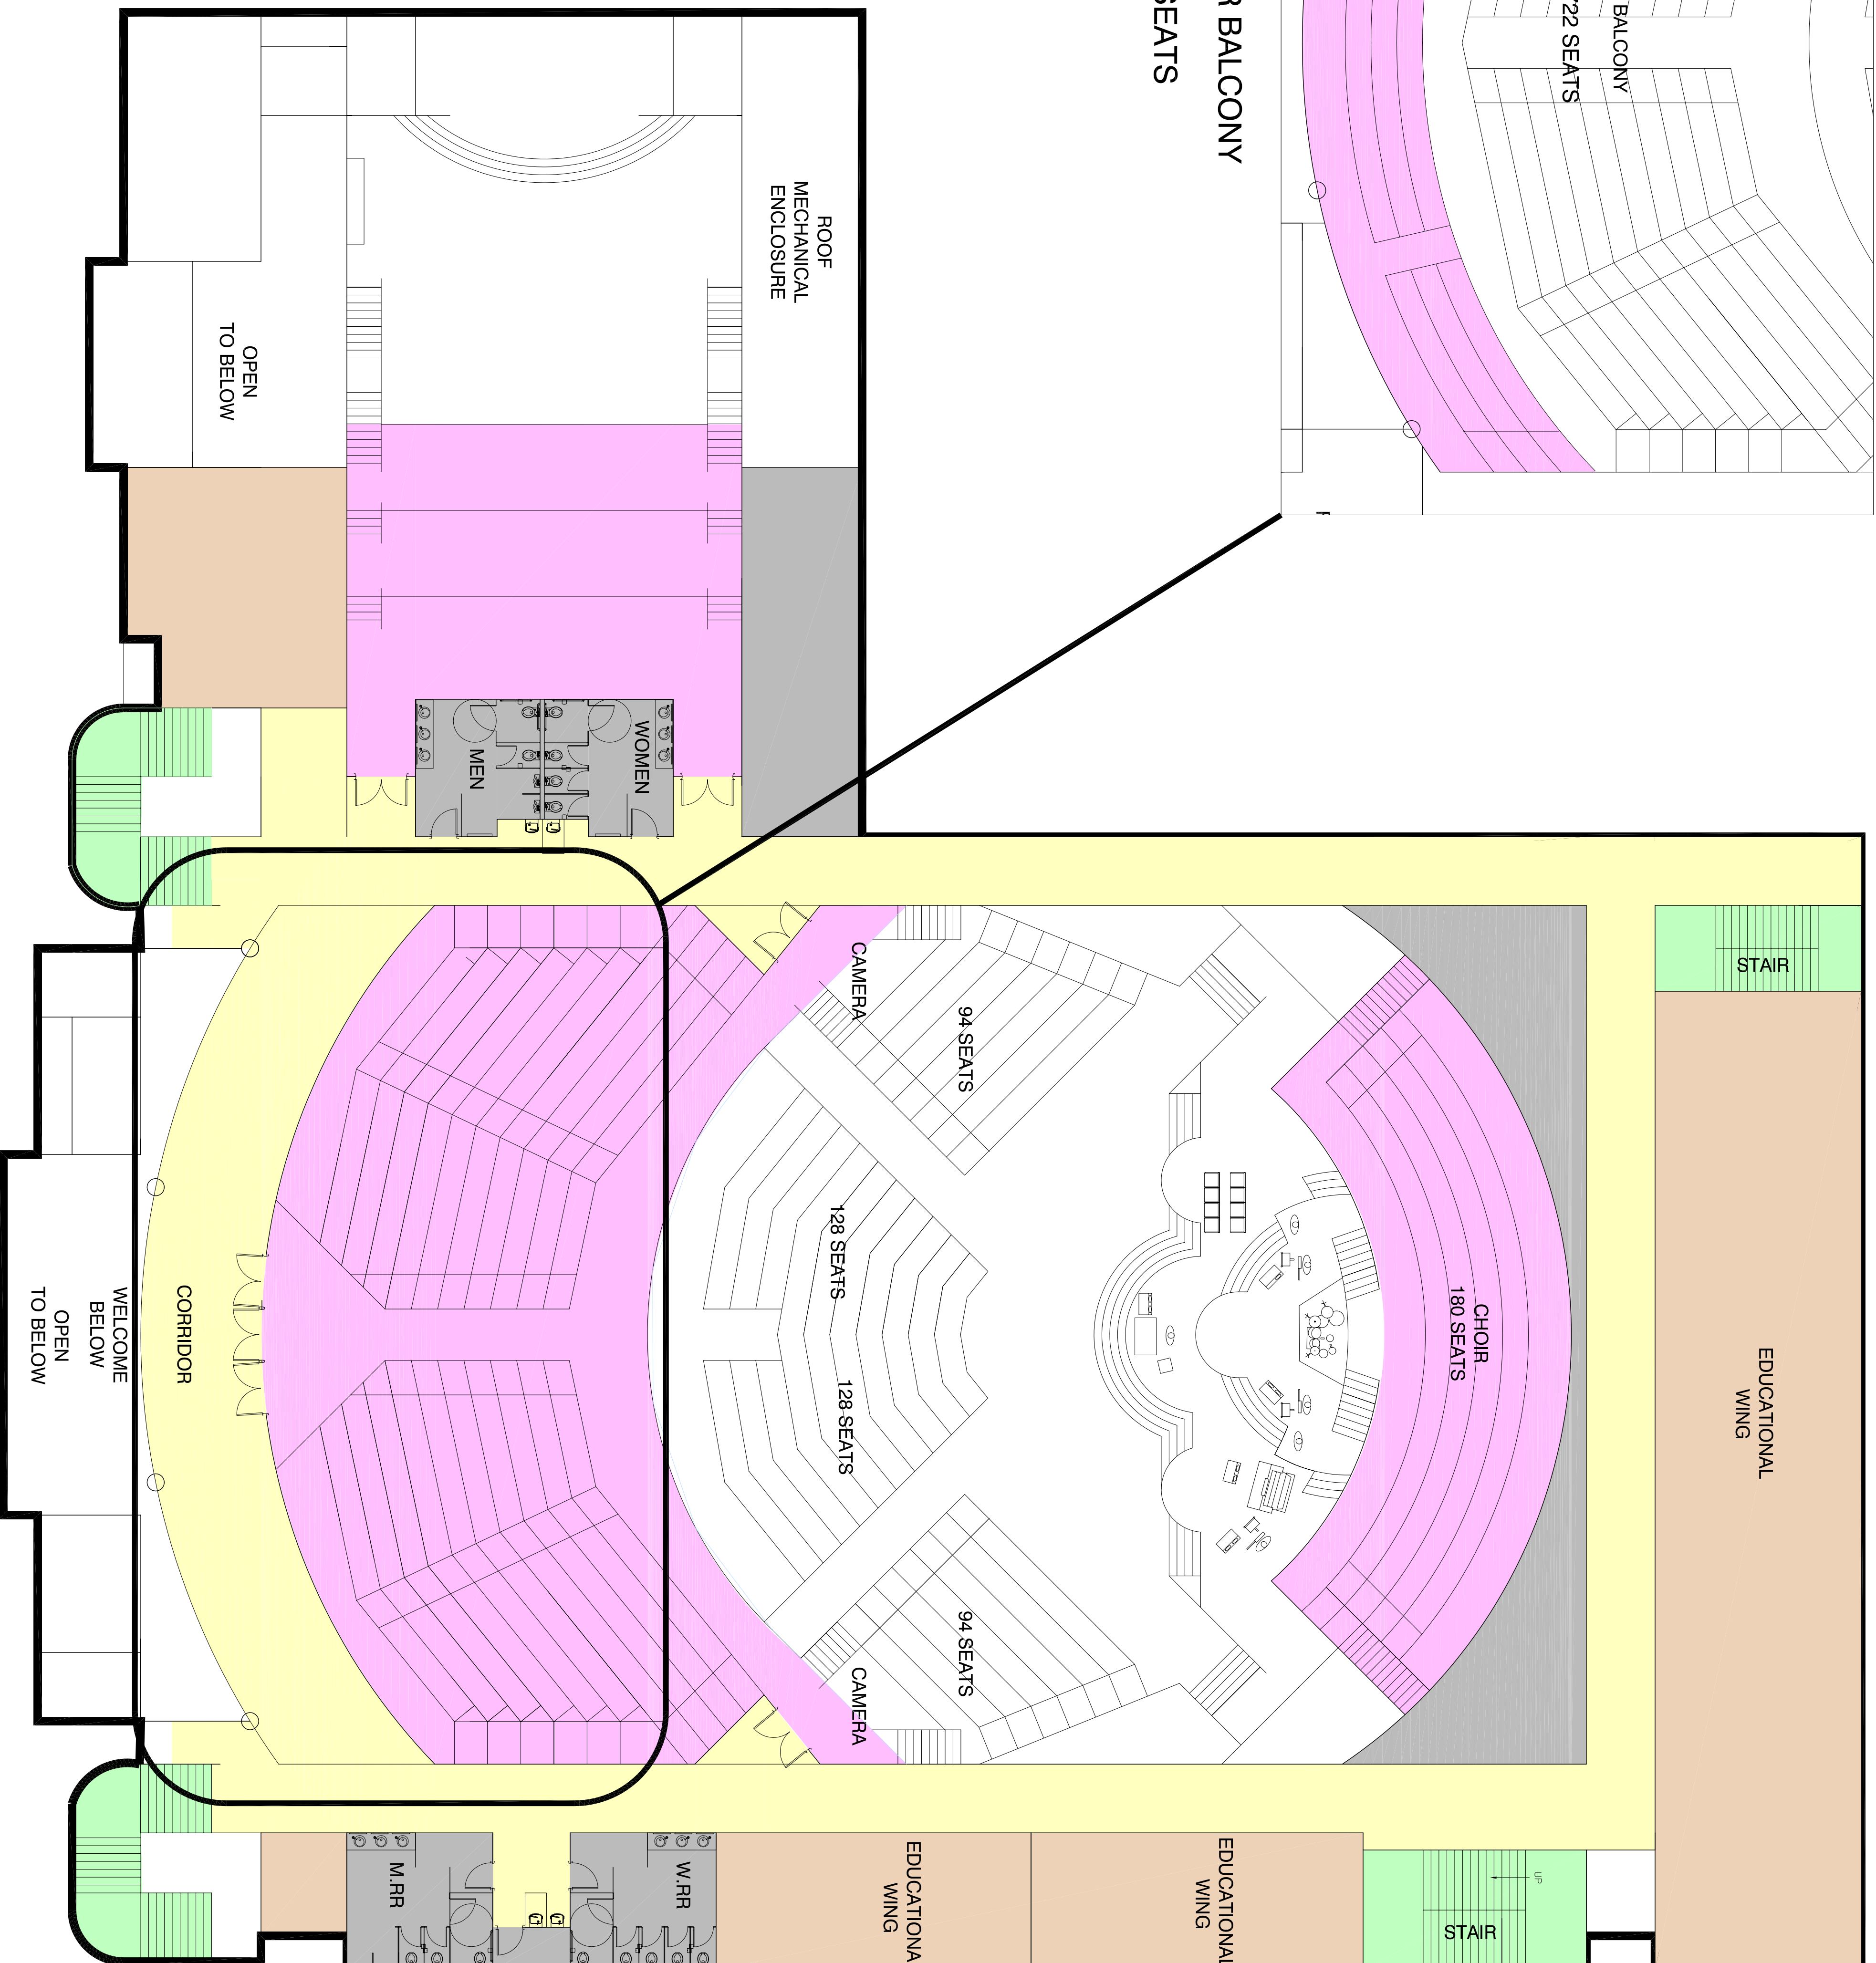 R BALCONY
SEATS
BALCONY
722 SEATS
ROOF
MECHANICAL
ENCLOSURE
OPEN
TO BELOW
MEN
WOMEN
CAMERA
94 SEATS
STAIR
128 SEATS
128 SEATS
CHOIR
180 SEATS
EDUCATIONAL
WING
CORRIDOR
WELCOME
BELOW
OPEN
TO BELOW
94 SEATS
CAMERA
M.RR
W.RR
EDUCATIONA
WING
EDUCATIONAL
WING
UP
STAIR